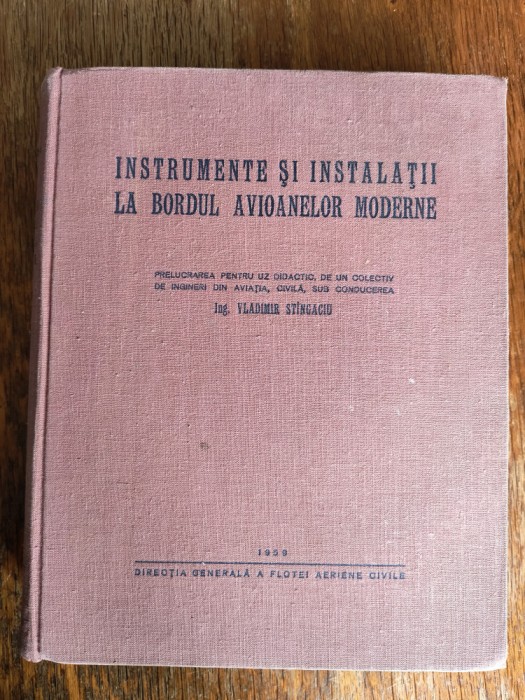 INSTRUMENTE ŞI INSTALAŢII
LA BORDUL AVIOANELOR MODERNE
PRELUCRAREA PENTRU UZ DIDACTIC, DE UN COLECTIV
DE INGINERI DIN AVIAŢIA, CIVILĂ, SUB CONDUCEREA
Ing. VLADIMIR STÎNGACIU
1959
DIRECŢIA GENERALĂ A FLOTEI AERIENE CIVILE